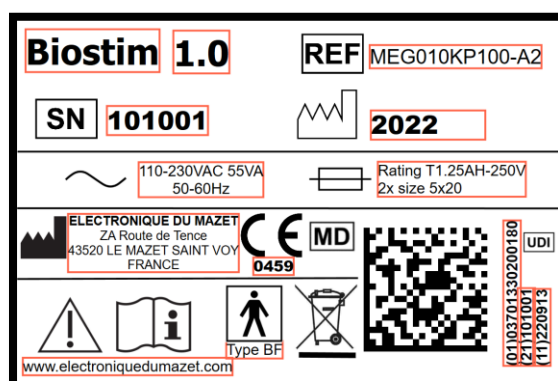 Biostim 1.0
REF MEG010KP100-A2
SN 101001
2022
110-230VAC 55VA
50-60Hz
Rating T1.25AH-250V
2x size 5x20
ELECTRONIQUE DU MAZET
ZA Route de Tence
43520 LE MAZET SAINT VOY
FRANCE
CE
0459
MD
UDI
(01)03701330200180
(21)101001
(11)220913
Type BF
www.electroniquedumazet.com